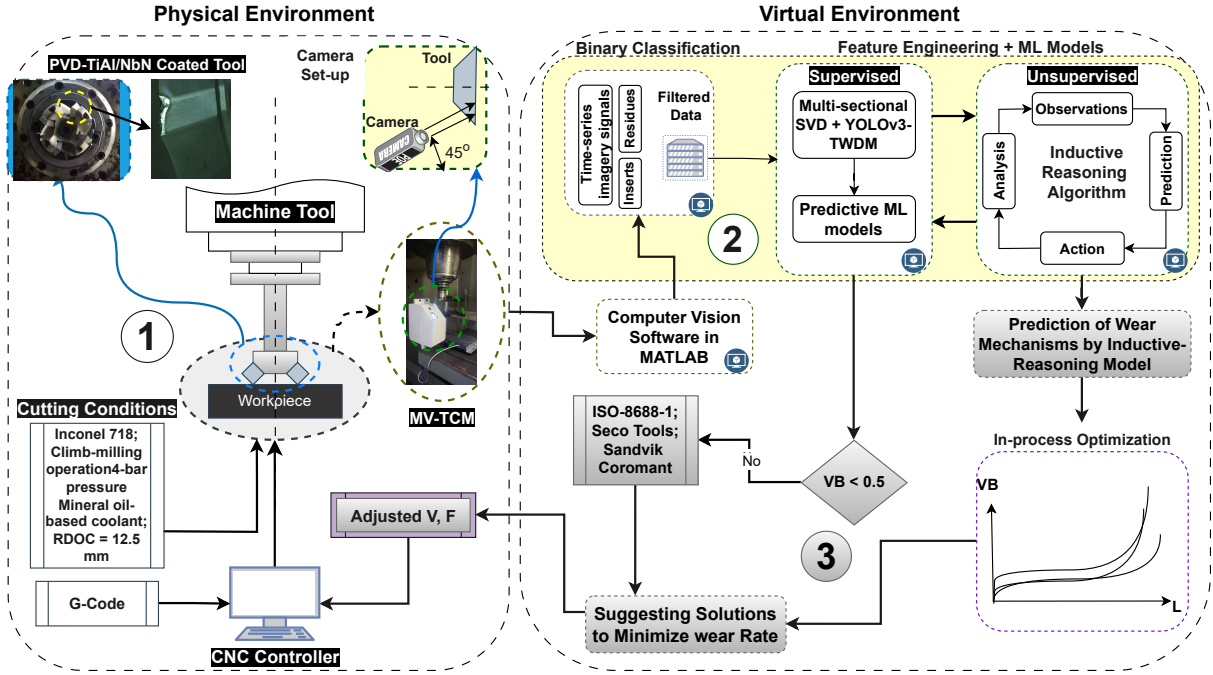 Physical Environment
PVD-TiAl/NbN Coated Tool
Camera
Set-up
Tool
Camera
CAMERA
PDF
45°
Machine Tool
1
Workpiece
MV-TCM
Cutting Conditions
Inconel 718;
Climb-milling
operation4-bar
pressure
Mineral oil-
based coolant;
RDOC = 12.5
mm
G-Code
Adjusted V, F
CNC Controller
Virtual Environment
Binary Classification
Time-series
imagery signals
Residues
Inserts
Filtered
Data
2
Computer Vision
Software in
MATLAB
Feature Engineering + ML Models
Supervised
Multi-sectional
SVD + YOLOv3-
TWDM
Predictive ML
models
Unsupervised
Observations
Analysis
Inductive
Reasoning
Algorithm
Prediction
Action
Prediction of Wear
Mechanisms by Inductive-
Reasoning Model
In-process Optimization
VB
L
ISO-8688-1;
Seco Tools;
Sandvik
Coromant
No
VB < 0.5
3
Suggesting Solutions
to Minimize wear Rate